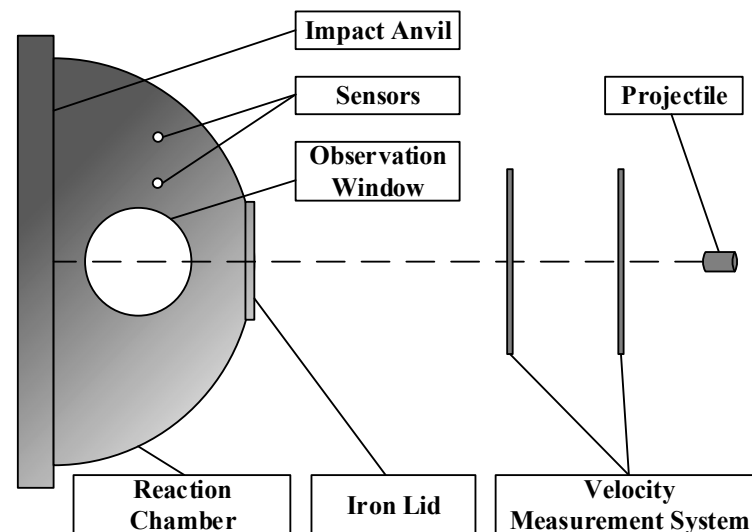 Impact Anvil
Sensors
Projectile
Observation
Window
Reaction
Chamber
Iron Lid
Velocity
Measurement System